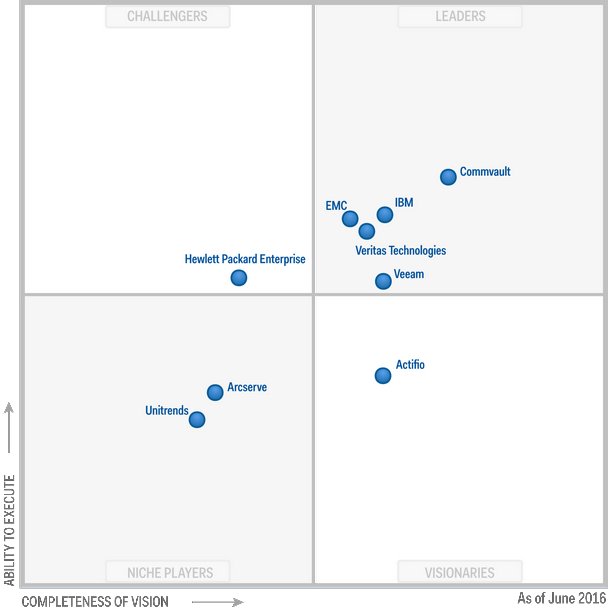 CHALLENGERS
LEADERS
Commvault
IBM
EMC
Veritas Technologies
Hewlett Packard Enterprise
Veeam
Actifio
Arcserve
Unitrends
ABILITY TO EXECUTE
NICHE PLAYERS
VISIONARIES
COMPLETENESS OF VISION
As of June 2016